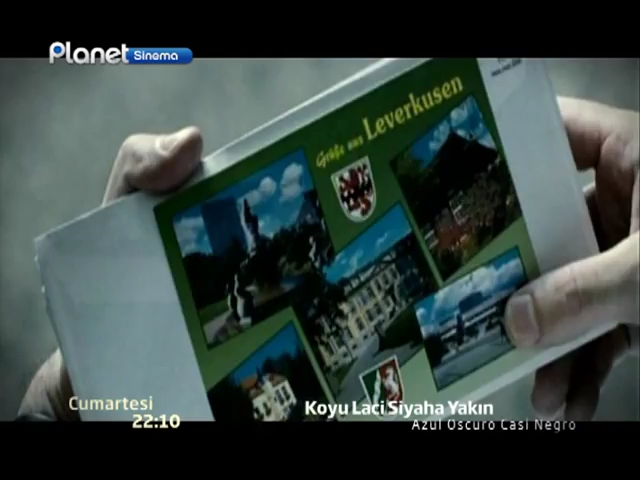 Planet
Sinema
Grüße aus Leverkusen
Cumartesi
22:10
Koyu Laci Siyaha Yakın
Azul Oscuro Casi Negro